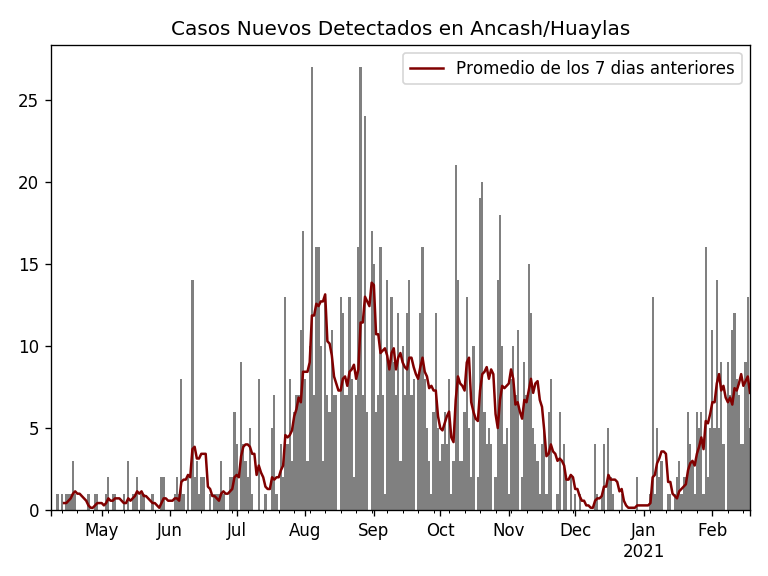 Casos Nuevos Detectados en Ancash/Huaylas
Promedio de los 7 dias anteriores
25
20
15
10
5
0
May Jun Jul Aug Sep Oct Nov Dec Jan Feb
2021